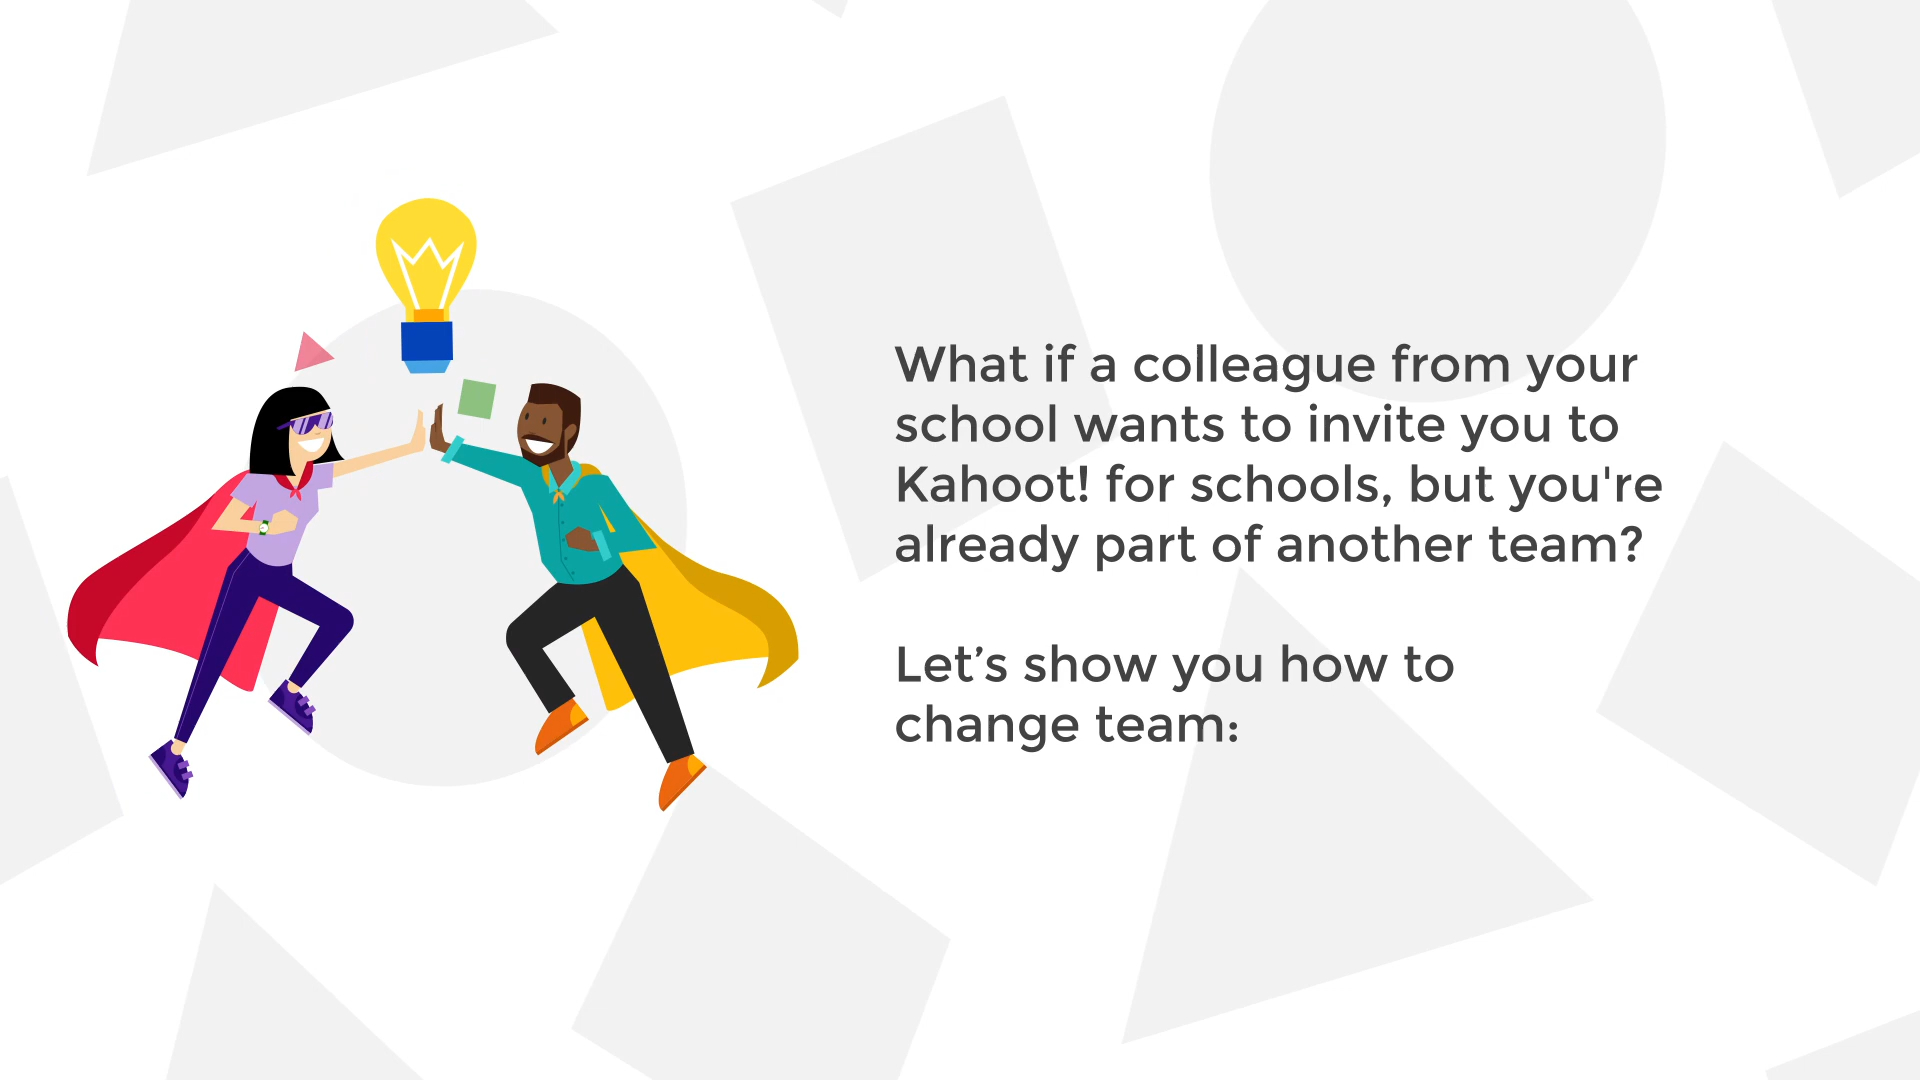 What if a colleague from your
school wants to invite you to
Kahoot! for schools, but you're
already part of another team?
Let’s show you how to
change team: